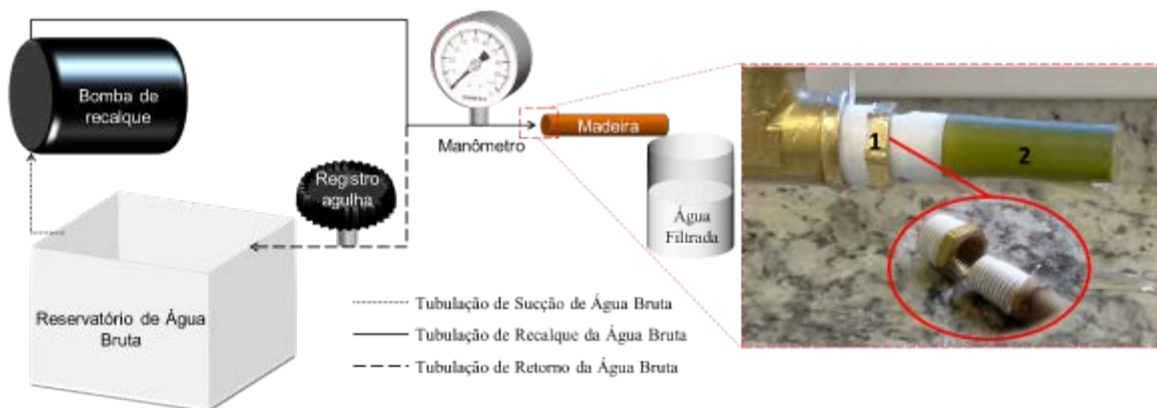 Bomba de
recalque
Manômetro
Madeira
Registro
agulha
Água
Filtrada
Reservatório de Água
Bruta
Tubulação de Sucção de Água Bruta
Tubulação de Recalque da Água Bruta
Tubulação de Retorno da Água Bruta
1
2